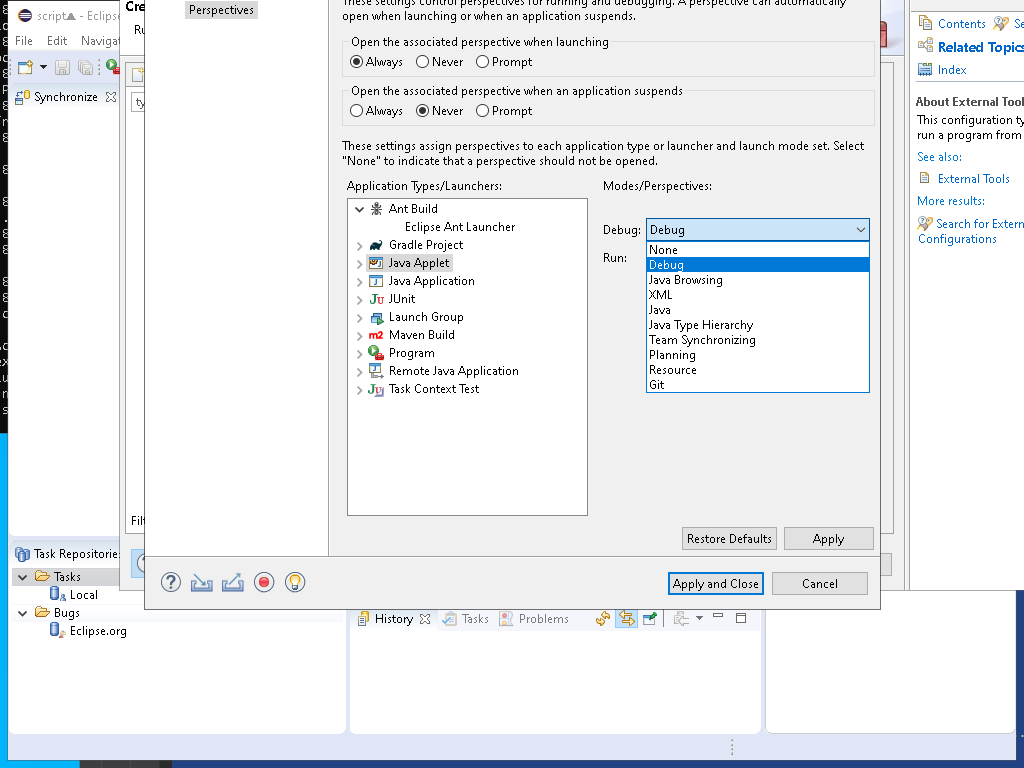 script - Eclipse
File Edit Navigat
Synchronize
Cre
Ru
ty
Perspectives
These settings control perspectives for running and debugging. A perspective can automatically
open when launching or when an application suspends.
Open the associated perspective when launching
Always Never Prompt
Open the associated perspective when an application suspends
Always Never Prompt
These settings assign perspectives to each application type or launcher and launch mode set. Select
"None" to indicate that a perspective should not be opened.
Application Types/Launchers:
Ant Build
Eclipse Ant Launcher
Gradle Project
Java Applet
Java Application
JUnit
Launch Group
m2 Maven Build
Program
Remote Java Application
Task Context Test
Modes/Perspectives:
Debug: Debug
Run:
None
Debug
Java Browsing
XML
Java
Java Type Hierarchy
Team Synchronizing
Planning
Resource
Git
Restore Defaults Apply
Apply and Close Cancel
Filt
Contents Se
Related Topics
Index
About External Tool
This configuration ty
run a program from
See also:
External Tools
More results:
Search for Extern
Configurations
Task Repositories
Tasks
Local
Bugs
Eclipse.org
History Tasks Problems